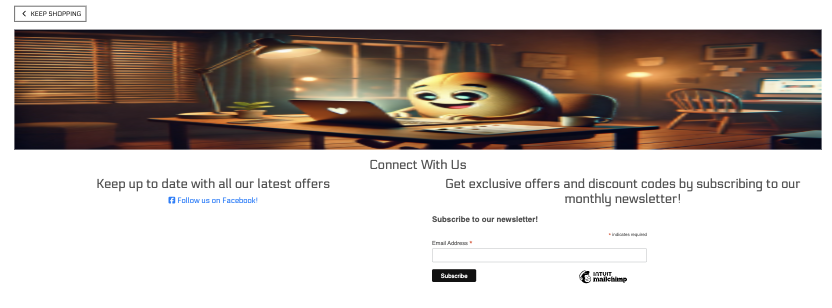 KEEP SHOPPING
Connect With Us
Keep up to date with all our latest offers
Follow us on Facebook!
Get exclusive offers and discount codes by subscribing to our
monthly newsletter!
Subscribe to our newsletter!
* indicates required
Email Address *
Subscribe
INTUIT
mailchimp